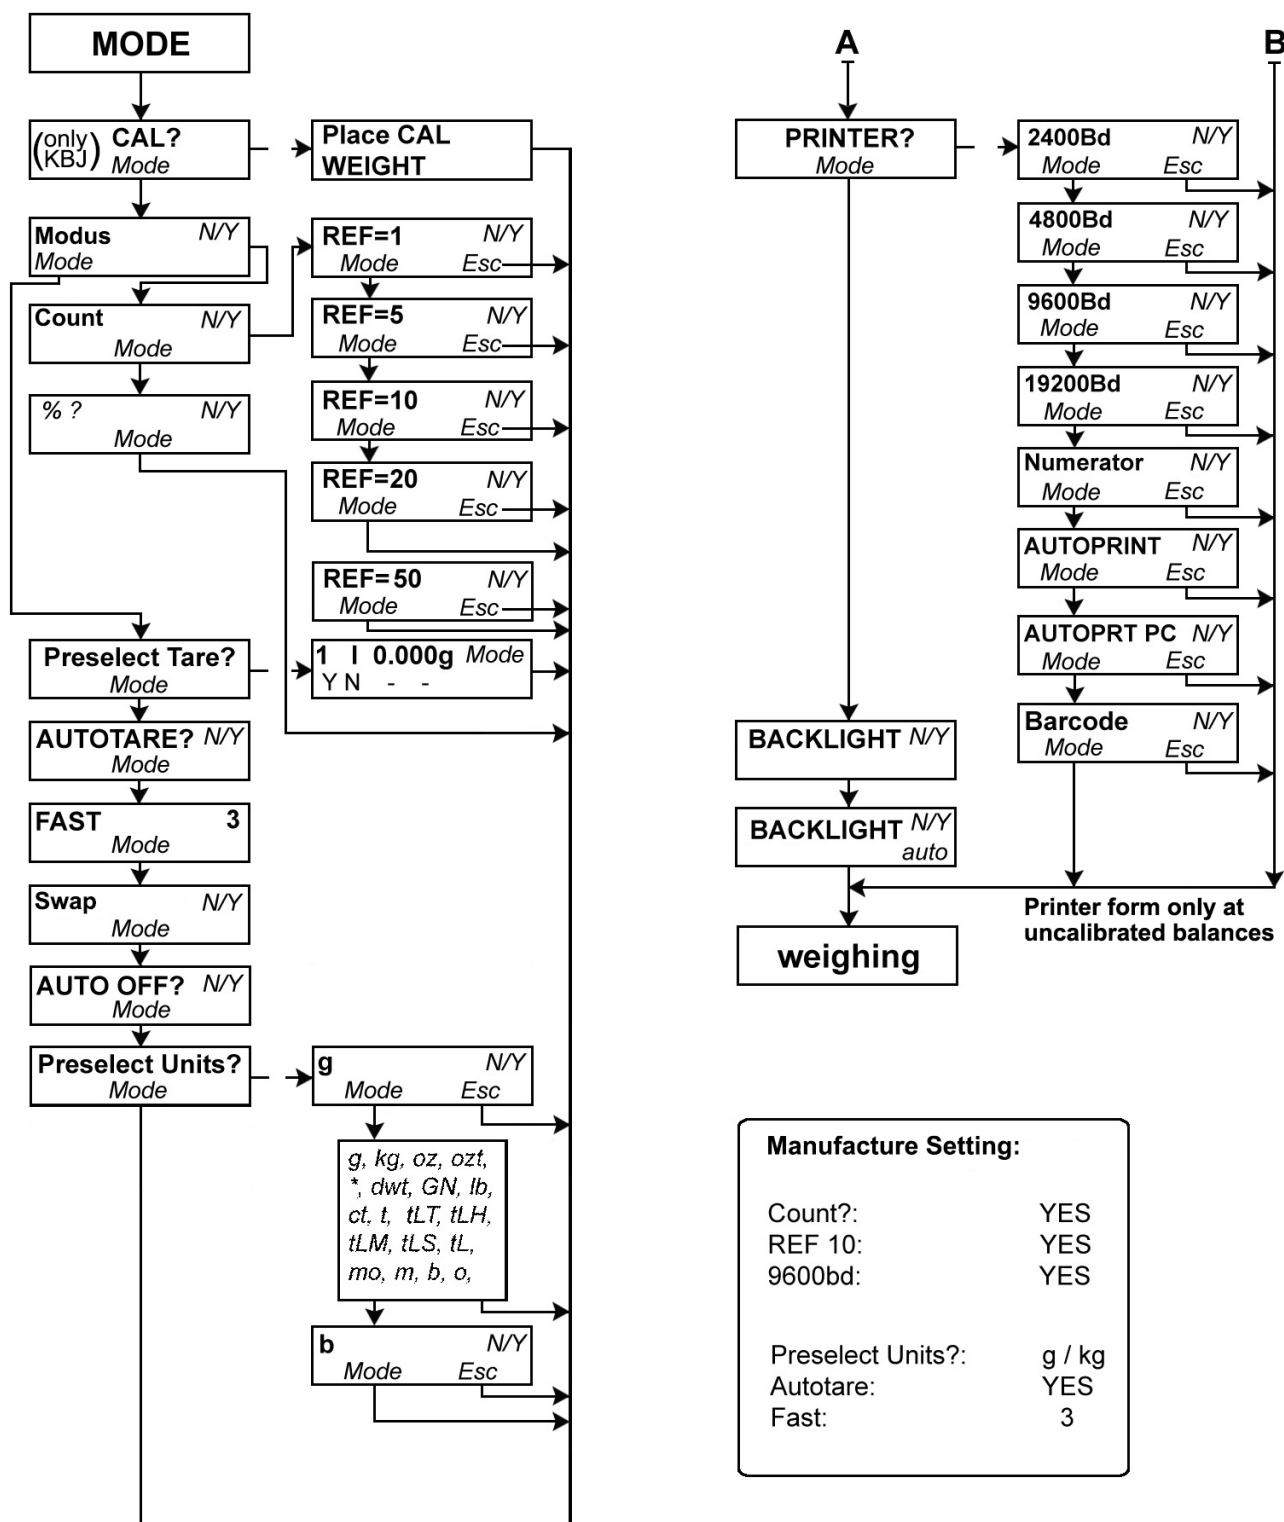 MODE
(only KBJ) CAL?
Mode
Place CAL
WEIGHT
Modus N/Y
Mode
Count N/Y
Mode
% ? N/Y
Mode
REF=1 N/Y
Mode Esc
REF=5 N/Y
Mode Esc
REF=10 N/Y
Mode Esc
REF=20 N/Y
Mode Esc
REF=50 N/Y
Mode Esc
Preselect Tare?
Mode
1 I 0.000g Mode
Y N - -
AUTOTARE? N/Y
Mode
FAST 3
Mode
Swap N/Y
Mode
AUTO OFF? N/Y
Mode
Preselect Units?
Mode
g N/Y
Mode Esc
g, kg, oz, ozt,
*, dwt, GN, lb,
ct, t, tLT, tLH,
tLM, tLS, tL,
mo, m, b, o,
b N/Y
Mode Esc
A
B
PRINTER?
Mode
2400Bd N/Y
Mode Esc
4800Bd N/Y
Mode Esc
9600Bd N/Y
Mode Esc
19200Bd N/Y
Mode Esc
Numerator N/Y
Mode Esc
AUTOPRINT N/Y
Mode Esc
AUTOPRT PC N/Y
Mode Esc
Barcode N/Y
Mode Esc
BACKLIGHT N/Y
BACKLIGHT N/Y
auto
Printer form only at
uncalibrated balances
weighing
Manufacture Setting:
Count?: YES
REF 10: YES
9600bd: YES
Preselect Units?: g / kg
Autotare: YES
Fast: 3